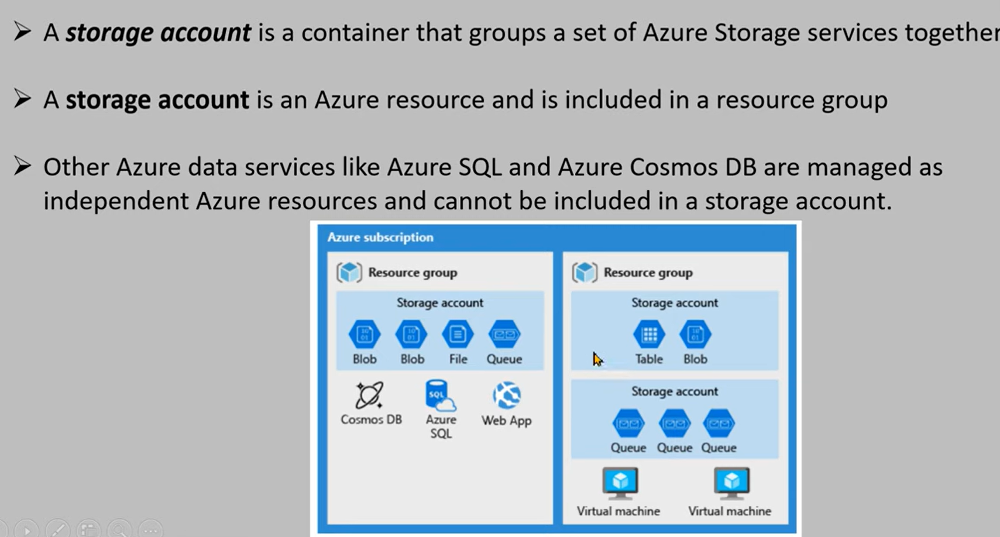 A storage account is a container that groups a set of Azure Storage services together
A storage account is an Azure resource and is included in a resource group
Other Azure data services like Azure SQL and Azure Cosmos DB are managed as
independent Azure resources and cannot be included in a storage account.
Azure subscription
Resource group
Storage account
Blob Blob File Queue
Cosmos DB Azure SQL Web App
Resource group
Storage account
Table Blob
Storage account
Queue Queue Queue
Virtual machine Virtual machine